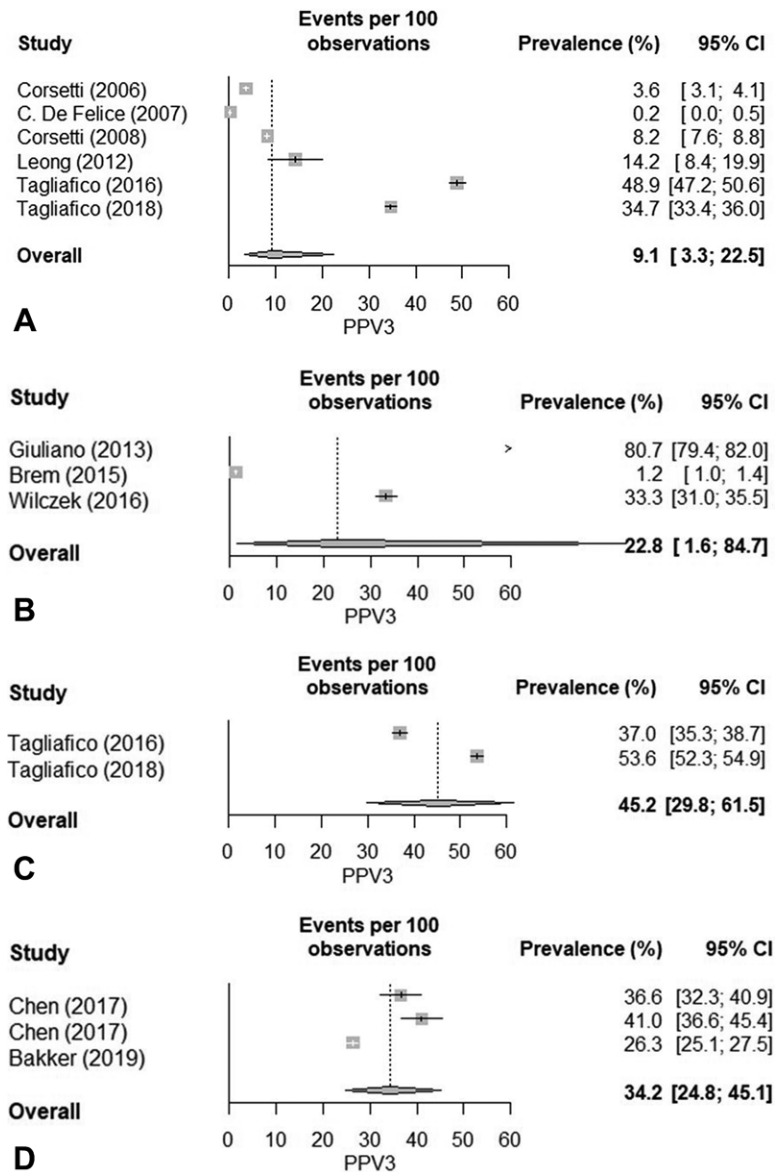 Events per 100
observations
Study Prevalence (%) 95% CI
Corsetti (2006) 3.6 [ 3.1; 4.1]
C. De Felice (2007) 0.2 [ 0.0; 0.5]
Corsetti (2008) 8.2 [ 7.6; 8.8]
Leong (2012) 14.2 [ 8.4; 19.9]
Tagliafico (2016) 48.9 [47.2; 50.6]
Tagliafico (2018) 34.7 [33.4; 36.0]
Overall 9.1 [ 3.3; 22.5]
0 10 20 30 40 50 60
PPV3
A
Events per 100
observations
Study Prevalence (%) 95% CI
Giuliano (2013) 80.7 [79.4; 82.0]
Brem (2015) 1.2 [ 1.0; 1.4]
Wilczek (2016) 33.3 [31.0; 35.5]
Overall 22.8 [ 1.6; 84.7]
0 10 20 30 40 50 60
PPV3
B
Events per 100
observations
Study Prevalence (%) 95% CI
Tagliafico (2016) 37.0 [35.3; 38.7]
Tagliafico (2018) 53.6 [52.3; 54.9]
Overall 45.2 [29.8; 61.5]
0 10 20 30 40 50 60
PPV3
C
Events per 100
observations
Study Prevalence (%) 95% CI
Chen (2017) 36.6 [32.3; 40.9]
Chen (2017) 41.0 [36.6; 45.4]
Bakker (2019) 26.3 [25.1; 27.5]
Overall 34.2 [24.8; 45.1]
0 10 20 30 40 50 60
PPV3
D